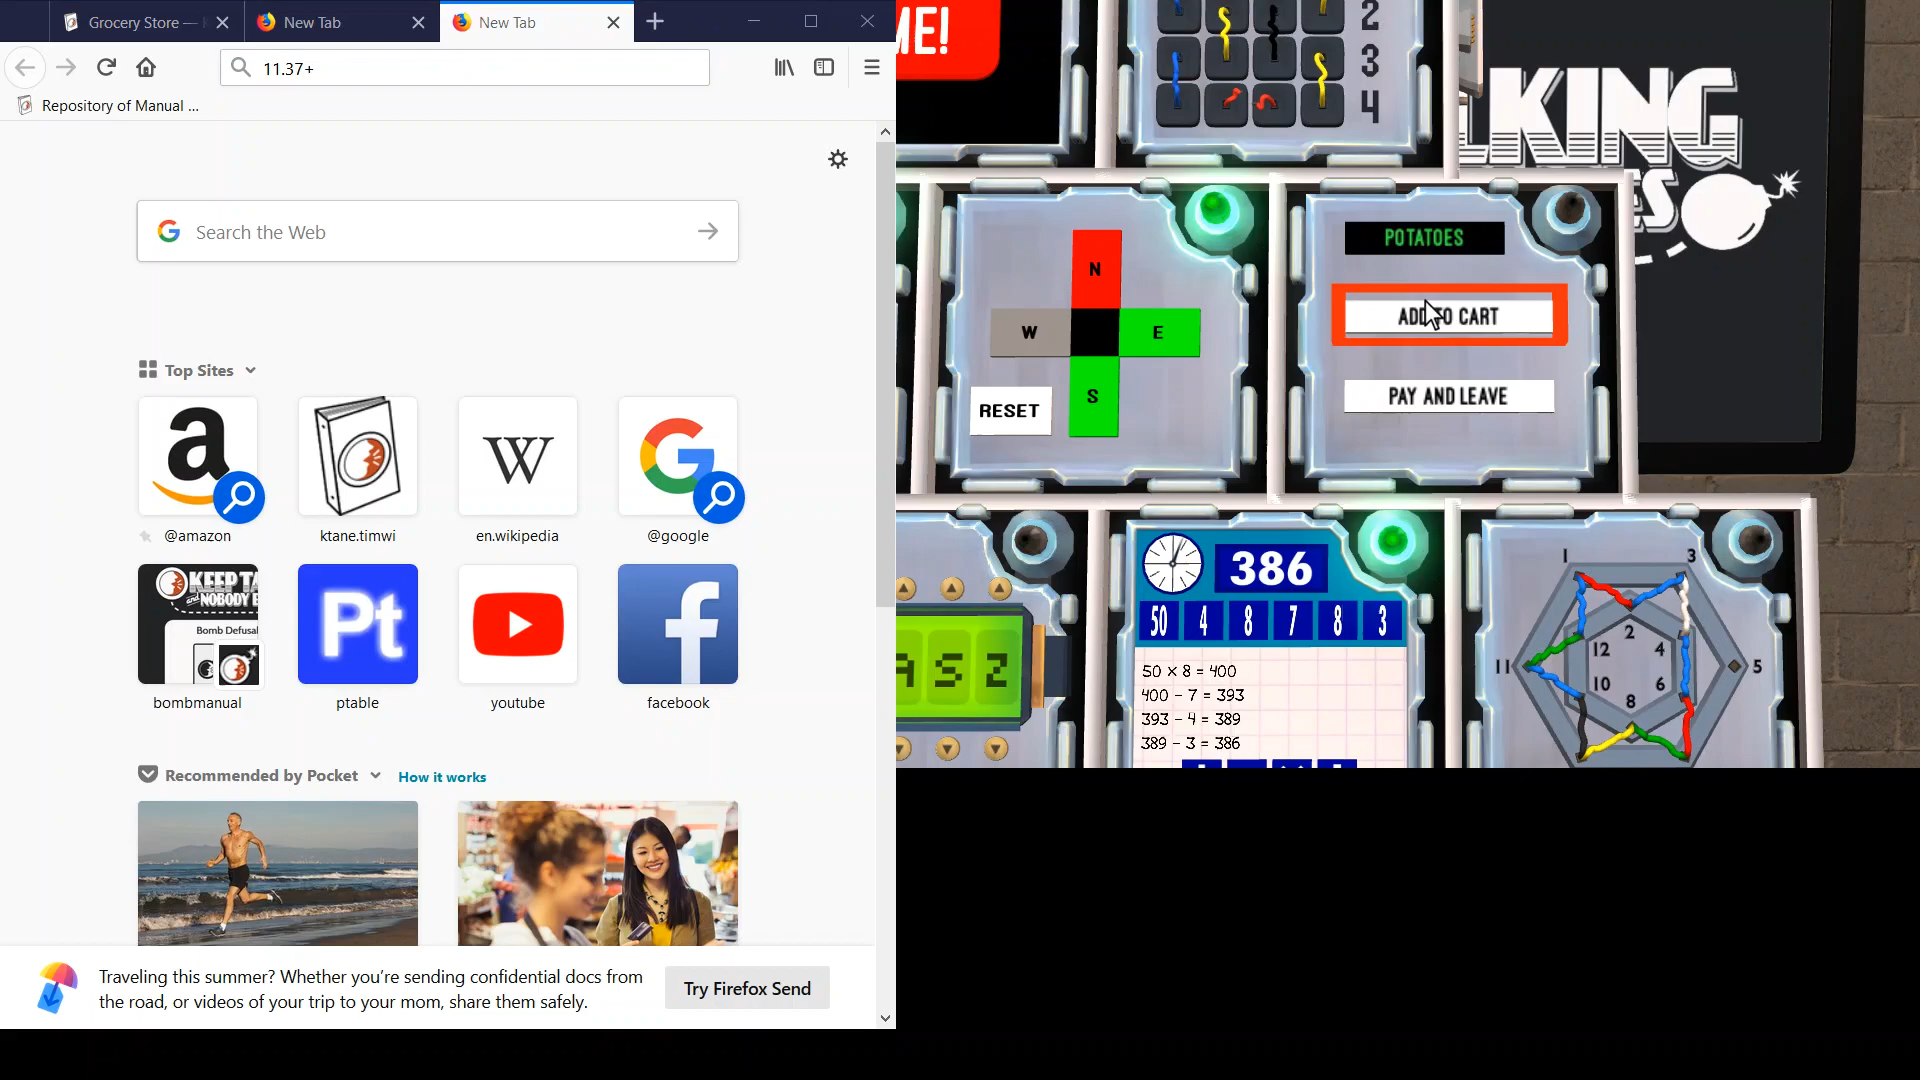 Grocery Store —
New Tab
New Tab
11.37+
Repository of Manual ...
Search the Web
Top Sites
@amazon
ktane.timwi
en.wikipedia
@google
bombmanual
ptable
youtube
facebook
Pt
Bomb Defusal
Recommended by Pocket
How it works
Traveling this summer? Whether you're sending confidential docs from
the road, or videos of your trip to your mom, share them safely.
Try Firefox Send
ME!
2
3
4
LKING
N
W
E
S
RESET
POTATOES
ADD TO CART
PAY AND LEAVE
A S Z
386
50 4 8 7 8 3
50 × 8 = 400
400 - 7 = 393
393 - 4 = 389
389 - 3 = 386
1
3
2
12
4
11
5
10
6
8